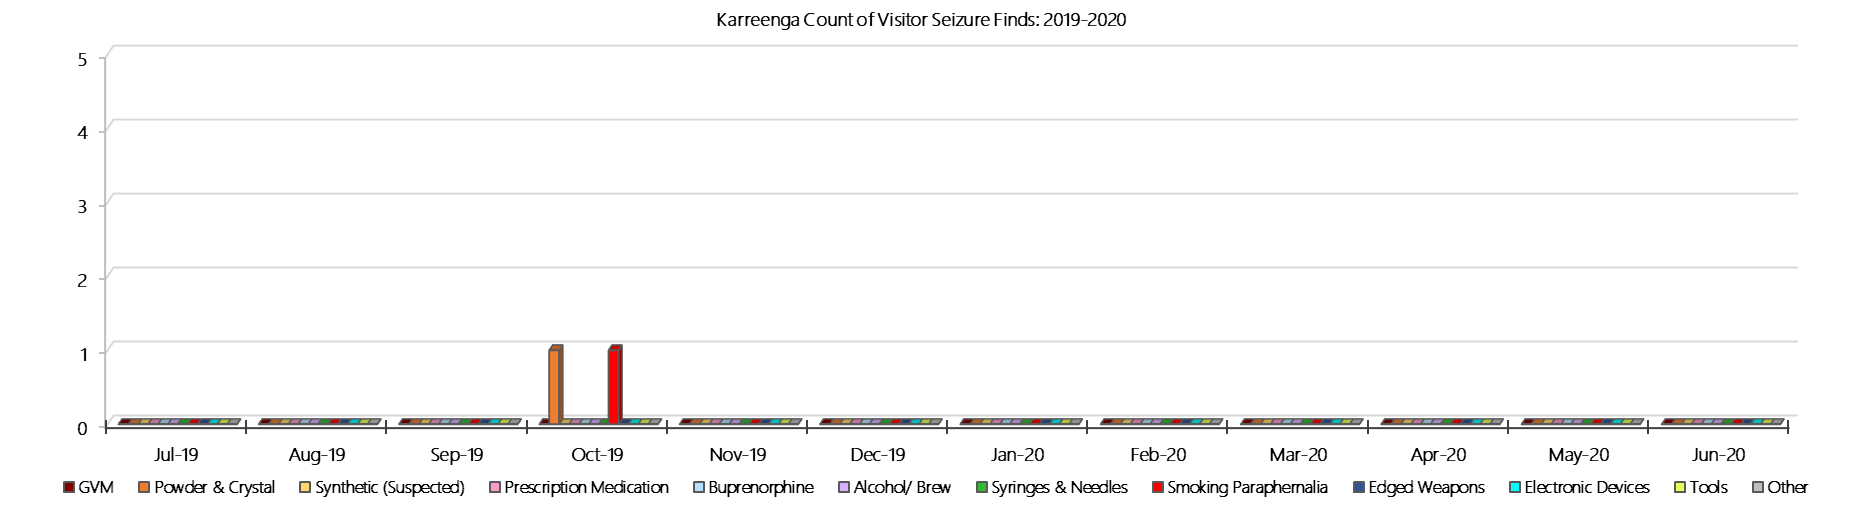 Karreenga Count of Visitor Seizure Finds: 2019-2020
5
4
3
2
1
0
Jul-19 Aug-19 Sep-19 Oct-19 Nov-19 Dec-19 Jan-20 Feb-20 Mar-20 Apr-20 May-20 Jun-20
GVM Powder & Crystal Synthetic (Suspected) Prescription Medication Buprenorphine Alcohol/ Brew Syringes & Needles Smoking Paraphernalia Edged Weapons Electronic Devices Tools Other